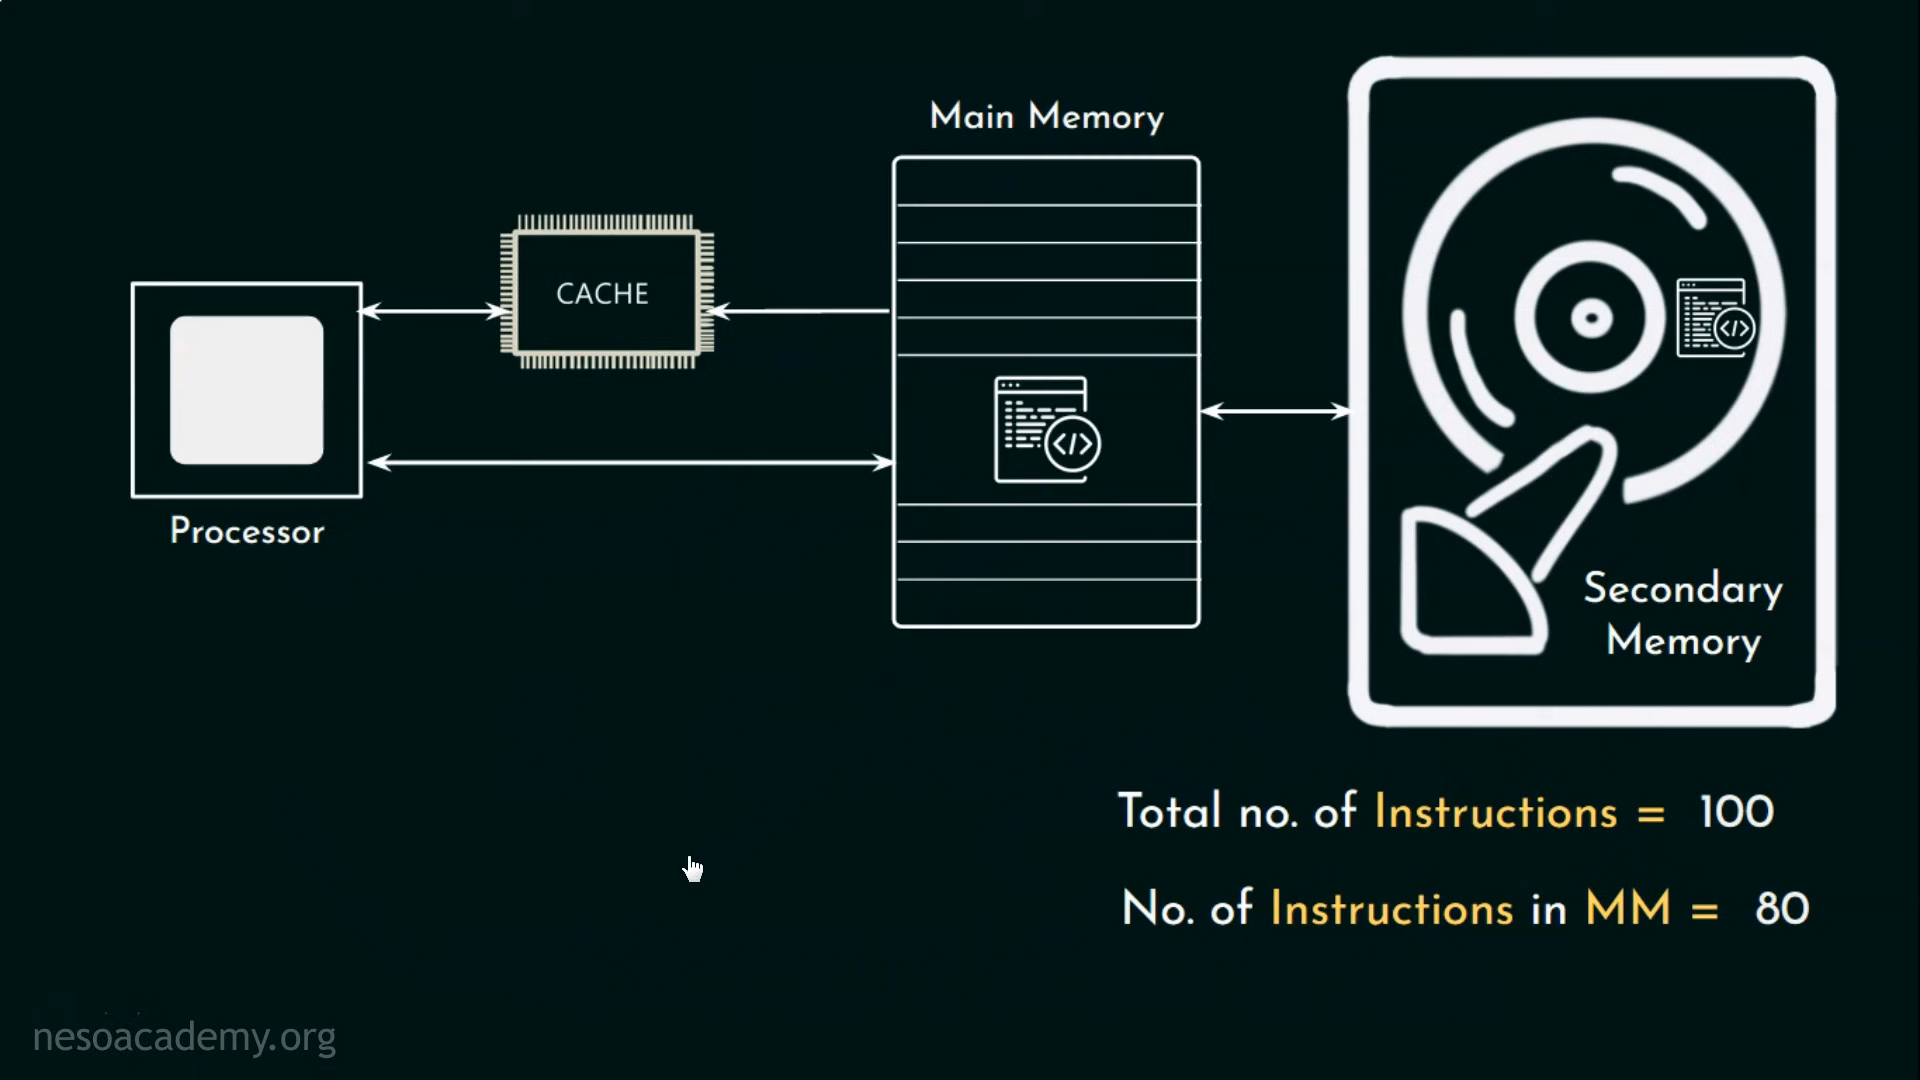 Main Memory
CACHE
Processor
Secondary
Memory
Total no. of Instructions = 100
No. of Instructions in MM = 80
nesoacademy.org